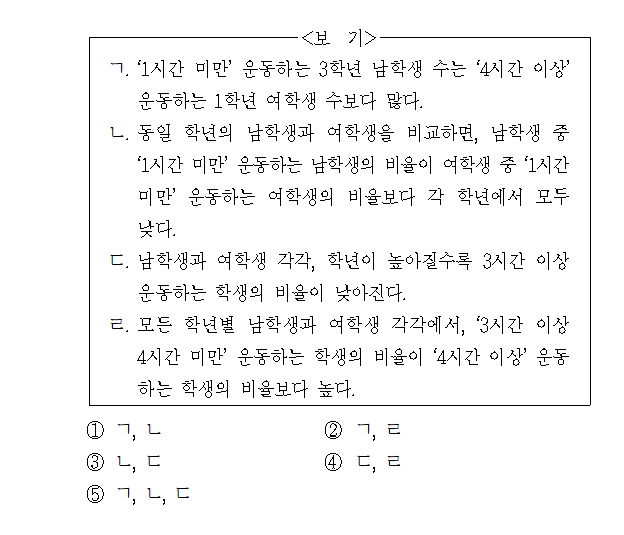 <보 기>
ㄱ. ‘1시간 미만’ 운동하는 3학년 남학생 수는 ‘4시간 이상’
운동하는 1학년 여학생 수보다 많다.
ㄴ. 동일 학년의 남학생과 여학생을 비교하면, 남학생 중
‘1시간 미만’ 운동하는 남학생의 비율이 여학생 중 ‘1시간
미만’ 운동하는 여학생의 비율보다 각 학년에서 모두
낮다.
ㄷ. 남학생과 여학생 각각, 학년이 높아질수록 3시간 이상
운동하는 학생의 비율이 낮아진다.
ㄹ. 모든 학년별 남학생과 여학생 각각에서, ‘3시간 이상
4시간 미만’ 운동하는 학생의 비율이 ‘4시간 이상’ 운동
하는 학생의 비율보다 높다.
① ㄱ, ㄴ ② ㄱ, ㄹ
③ ㄴ, ㄷ ④ ㄷ, ㄹ
⑤ ㄱ, ㄴ, ㄷ